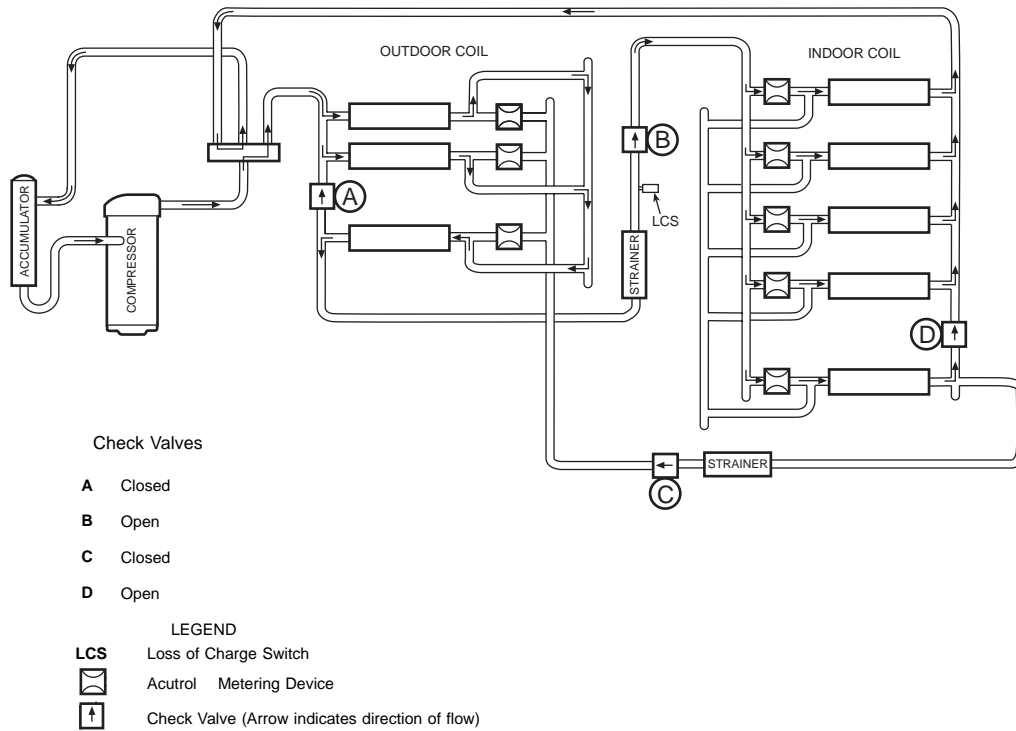 OUTDOOR COIL
INDOOR COIL
B
A
LCS
ACCUMULATOR
COMPRESSOR
STRAINER
D
STRAINER
C
Check Valves
A Closed
B Open
C Closed
D Open
LEGEND
LCS Loss of Charge Switch
Acutrol Metering Device
Check Valve (Arrow indicates direction of flow)